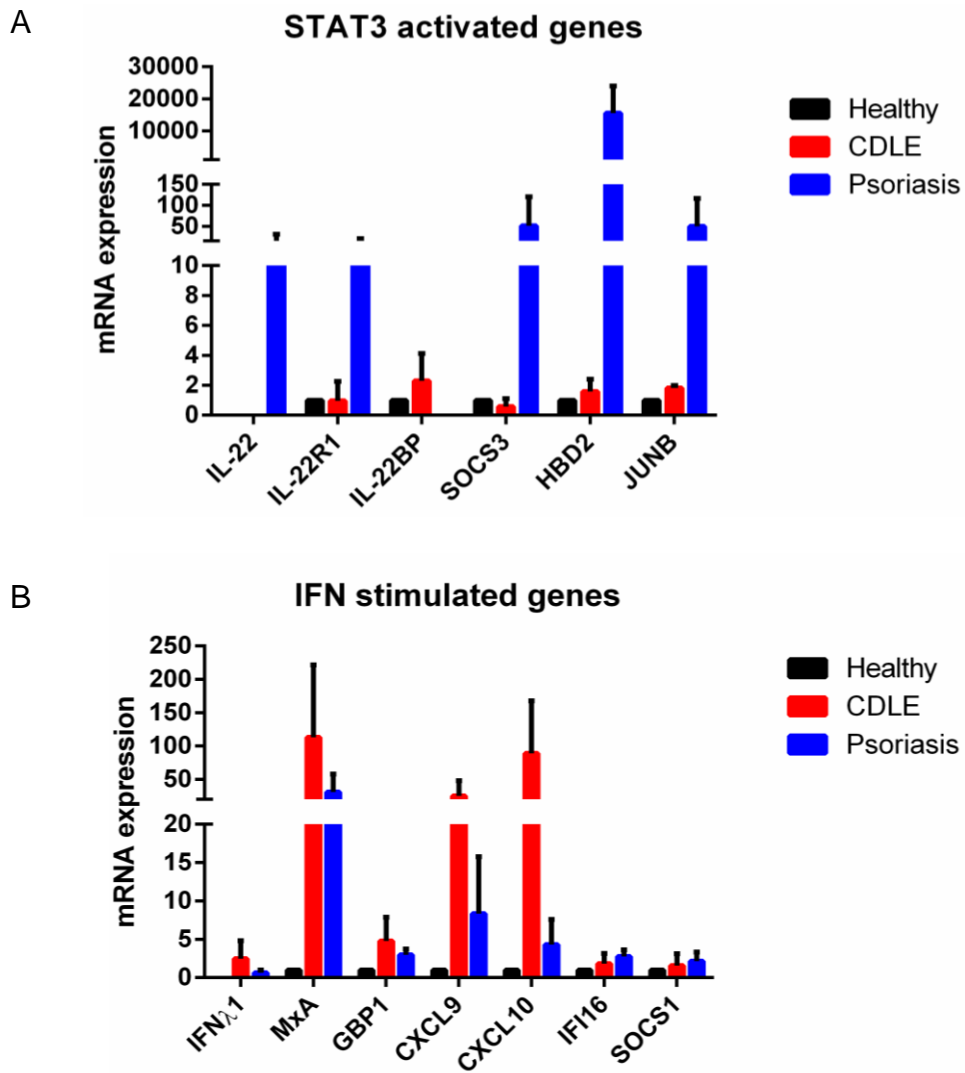 A
STAT3 activated genes
mRNA expression
30000
20000
10000
150
100
50
10
8
6
4
2
0
IL-22
IL-22R1
IL-22BP
SOCS3
HBD2
JUNB
Healthy
CDLE
Psoriasis
B
IFN stimulated genes
mRNA expression
250
200
150
100
50
20
15
10
5
0
IFNλ1
MxA
GBP1
CXCL9
CXCL10
IFI16
SOCS1
Healthy
CDLE
Psoriasis